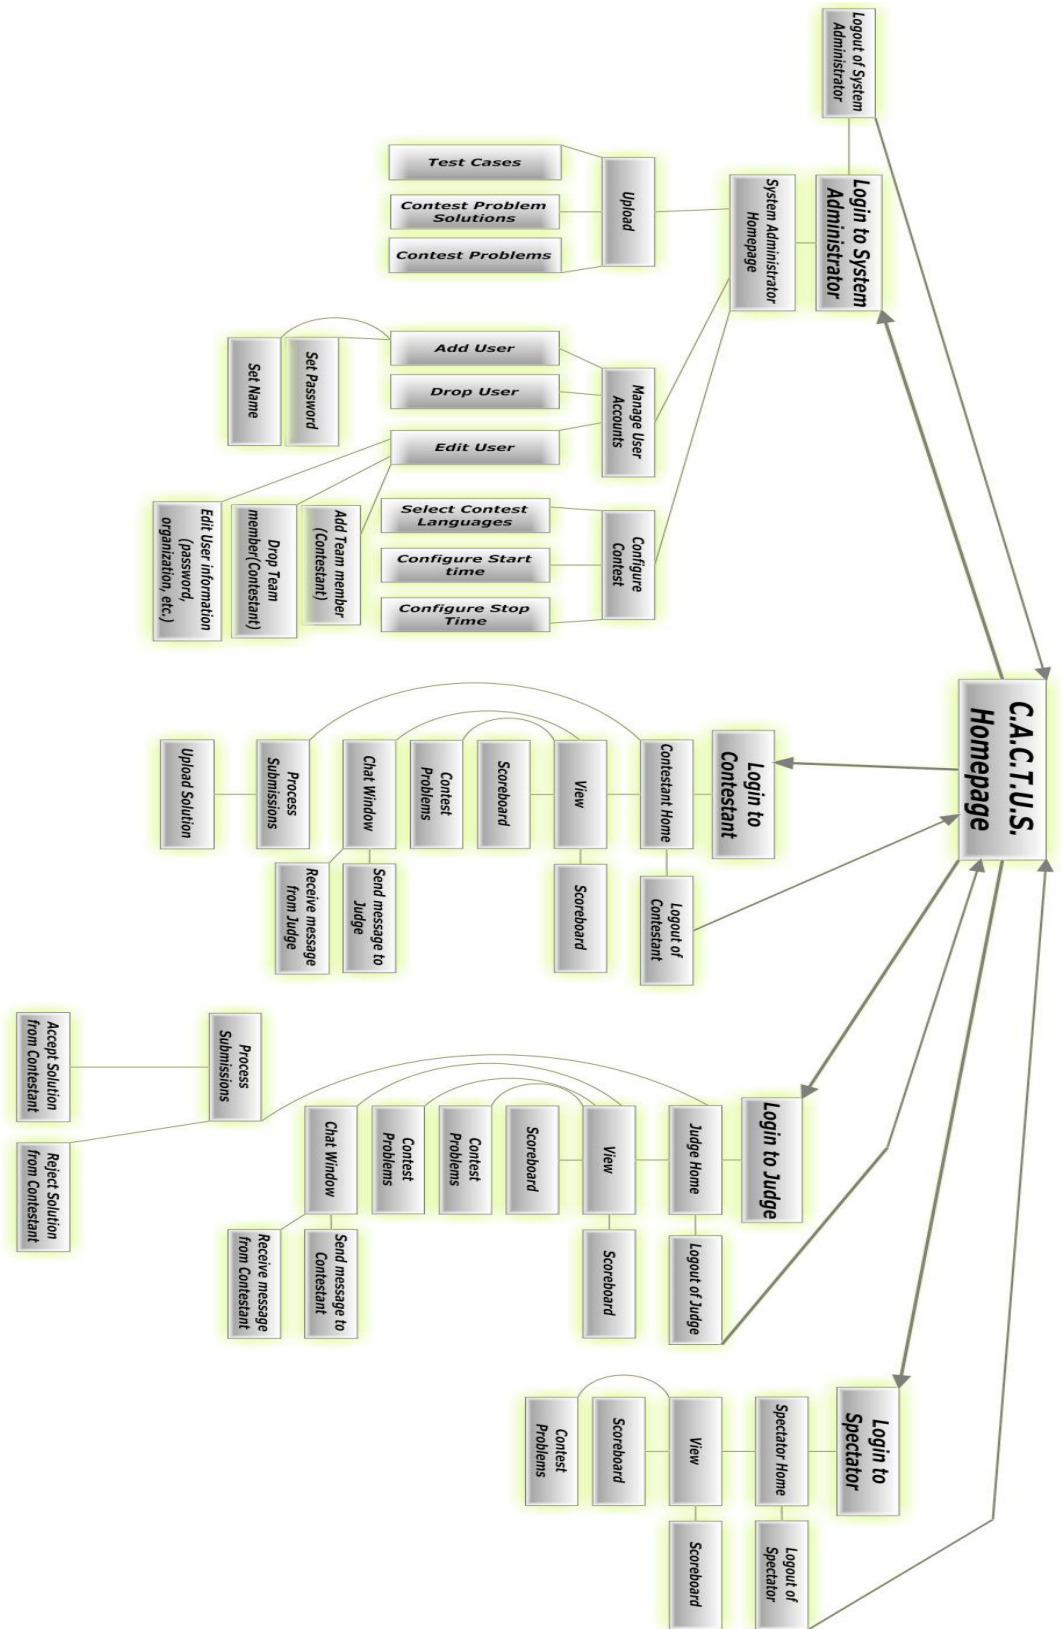 C.A.C.T.U.S.
Homepage
Logout of System
Administrator
Login to System
Administrator
System Administrator
Homepage
Upload
Test Cases
Contest Problem
Solutions
Contest Problems
Manage User
Accounts
Add User
Drop User
Edit User
Set Password
Set Name
Add Team member
(Contestant)
Drop Team
member(Contestant)
Edit User information
(password,
organization, etc.)
Configure
Contest
Select Contest
Languages
Configure Start
time
Configure Stop
Time
Login to
Contestant
Contestant Home
Logout of
Contestant
View
Scoreboard
Scoreboard
Contest
Problems
Chat Window
Send message to
Judge
Receive message
from Judge
Process
Submissions
Upload Solution
Login to Judge
Judge Home
Logout of Judge
View
Scoreboard
Scoreboard
Contest
Problems
Contest
Problems
Chat Window
Send message to
Contestant
Receive message
from Contestant
Process
Submissions
Accept Solution
from Contestant
Reject Solution
from Contestant
Login to
Spectator
Spectator Home
Logout of
Spectator
View
Scoreboard
Scoreboard
Contest
Problems